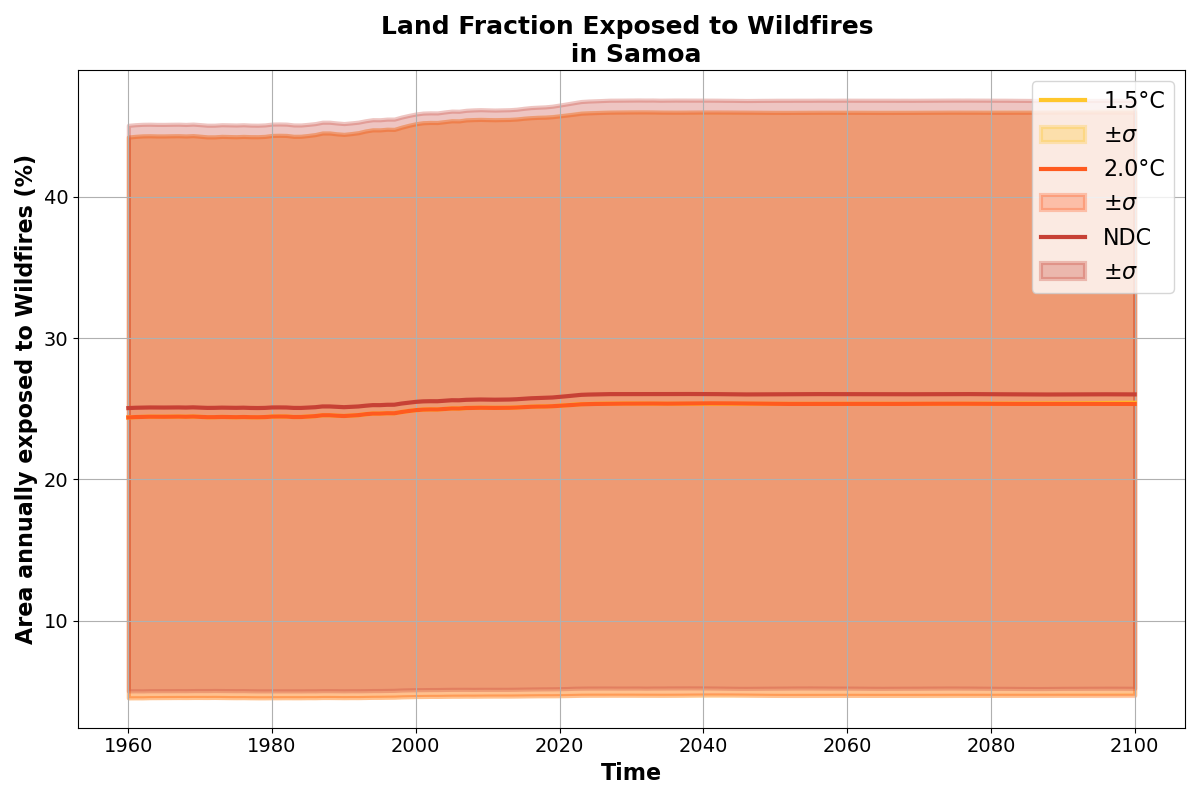 Land Fraction Exposed to Wildfires
in Samoa
Area annually exposed to Wildfires (%)
40
30
20
10
1.5°C
±σ
2.0°C
±σ
NDC
±σ
1960 1980 2000 2020 2040 2060 2080 2100
Time